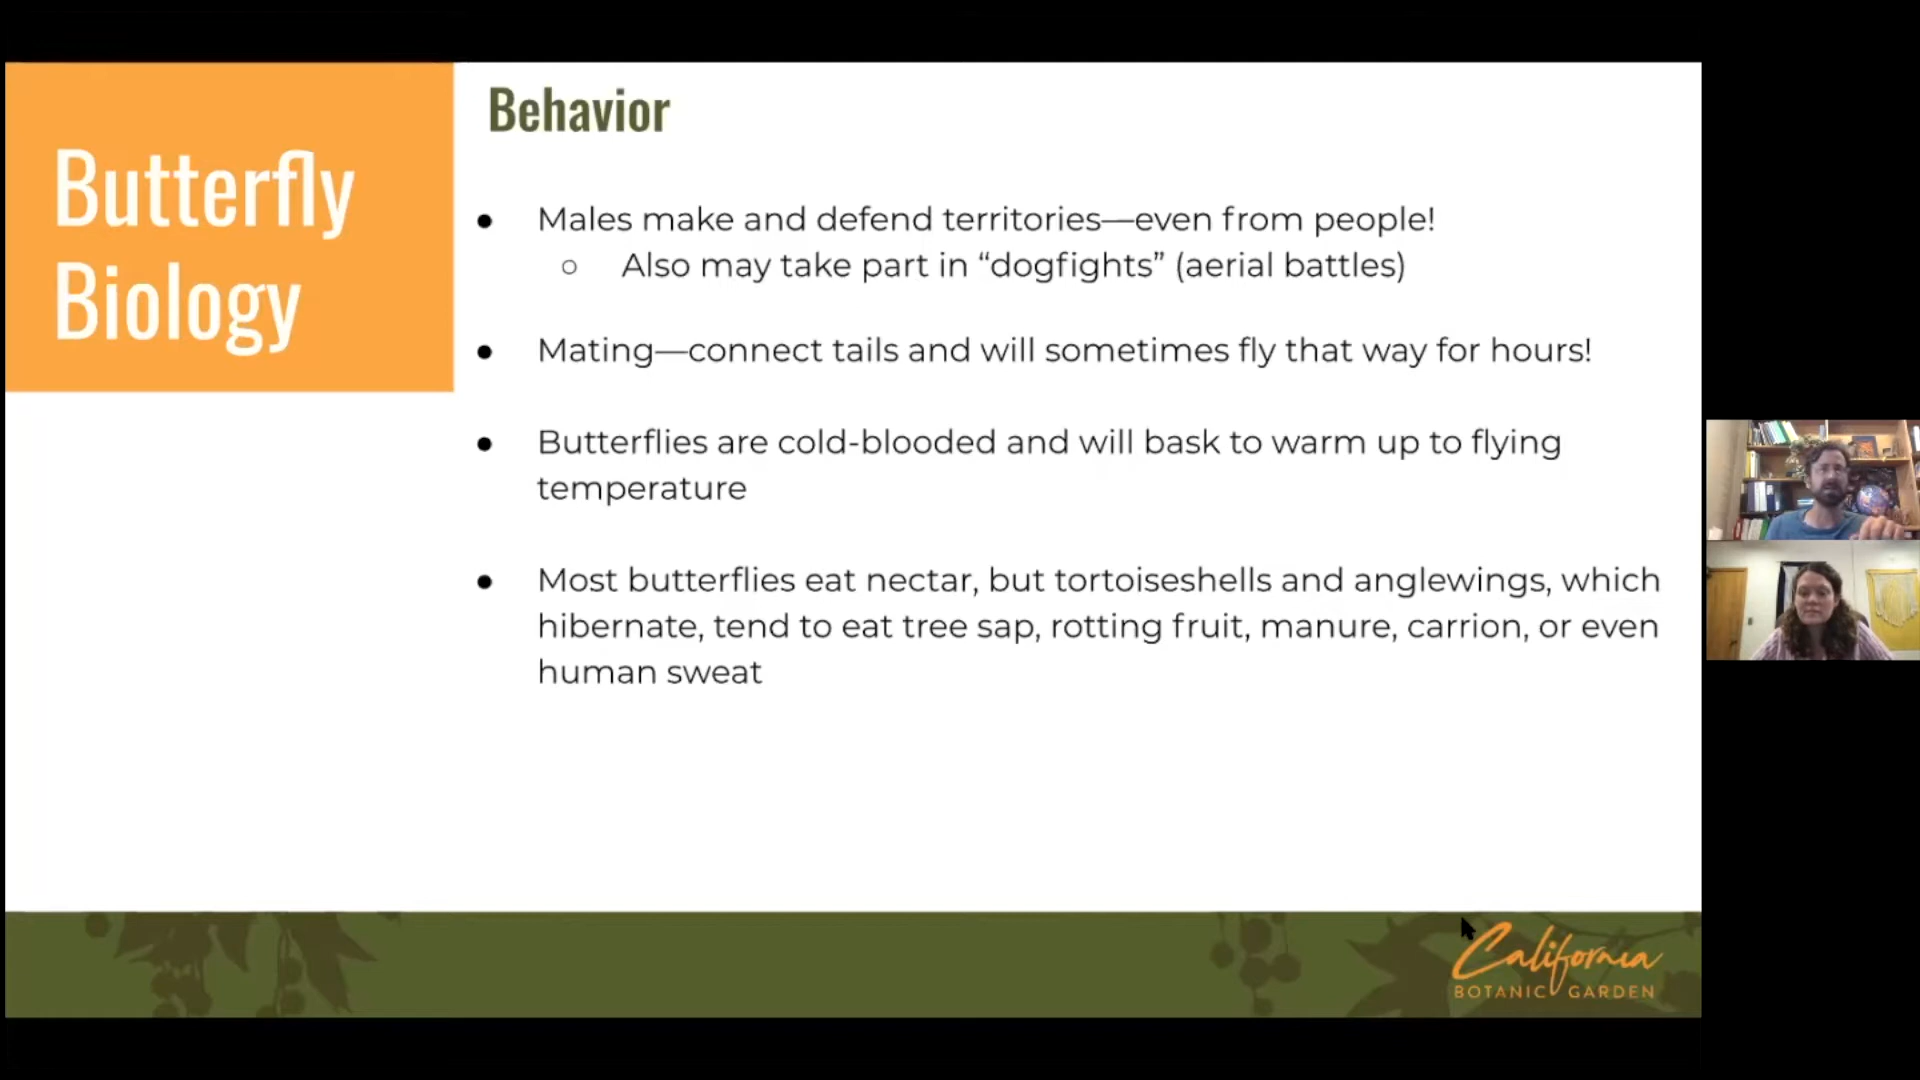 Butterfly
Biology
Behavior
● Males make and defend territories—even from people!
○ Also may take part in “dogfights” (aerial battles)
● Mating—connect tails and will sometimes fly that way for hours!
● Butterflies are cold-blooded and will bask to warm up to flying
temperature
● Most butterflies eat nectar, but tortoiseshells and anglewings, which
hibernate, tend to eat tree sap, rotting fruit, manure, carrion, or even
human sweat
California
BOTANIC GARDEN